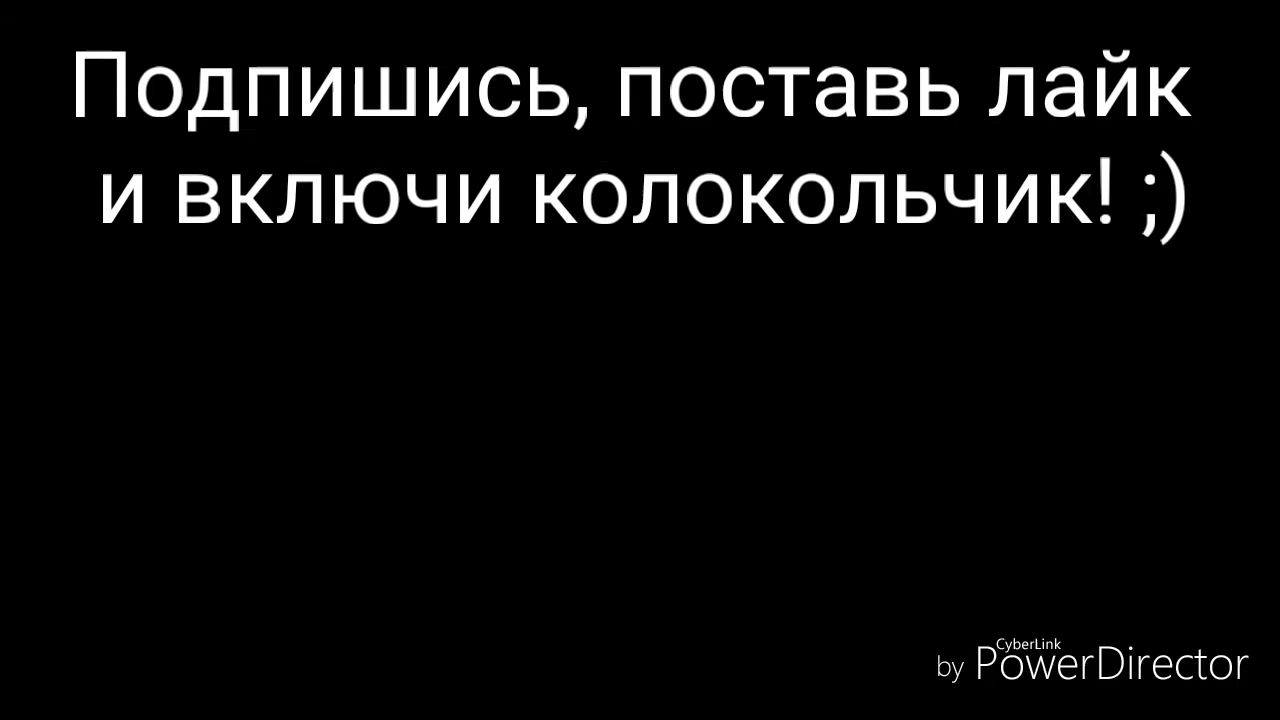 Подпишись, поставь лайк
и включи колокольчик! ;)
CyberLink
by PowerDirector